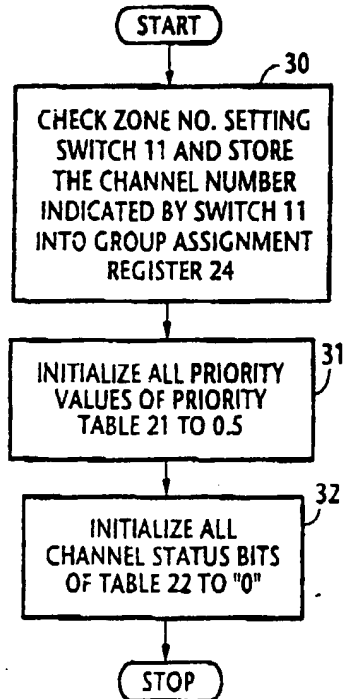 START
30
CHECK ZONE NO. SETTING
SWITCH 11 AND STORE
THE CHANNEL NUMBER
INDICATED BY SWITCH 11
INTO GROUP ASSIGNMENT
REGISTER 24
31
INITIALIZE ALL PRIORITY
VALUES OF PRIORITY
TABLE 21 TO 0.5
32
INITIALIZE ALL
CHANNEL STATUS BITS
OF TABLE 22 TO "0"
STOP